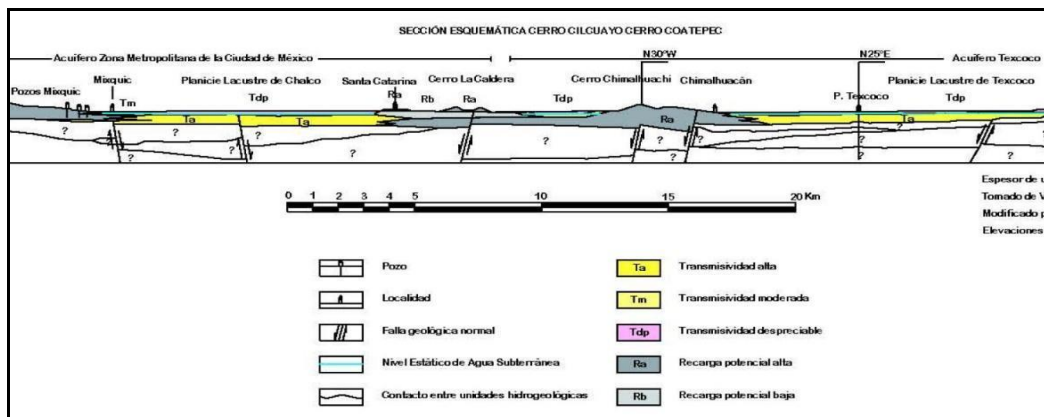 SECCIÓN ESQUEMÁTICA CERRO CILCUAYO CERRO COATEPEC
Acuífero Zona Metropolitana de la Ciudad de México
N30°W
N25°E
Acuífero Texcoco
Mixquic
Planicie Lacustre de Chalco
Santa Catarina
Cerro La Caldera
Cerro Chimalhuachi
Chimalhuacán
Planicie Lacustre de Texcoco
Pozos Mixquic
Tm
Tdp
Ra
Rb
Ra
Tdp
P. Texcoco
Tdp
Ta
Ta
Ra
Ta
? ? ? ? ? ? ? ? ? ? ? ? ? ? ?
0 1 2 3 4 5 10 15 20 Km
Espesor de
Tomado de V
Modificado p
Elevaciones
Pozo
Localidad
Falla geológica normal
Nivel Estático de Agua Subterránea
Contacto entre unidades hidrogeológicas
Ta Transmisividad alta
Tm Transmisividad moderada
Tdp Transmisividad despreciable
Ra Recarga potencial alta
Rb Recarga potencial baja